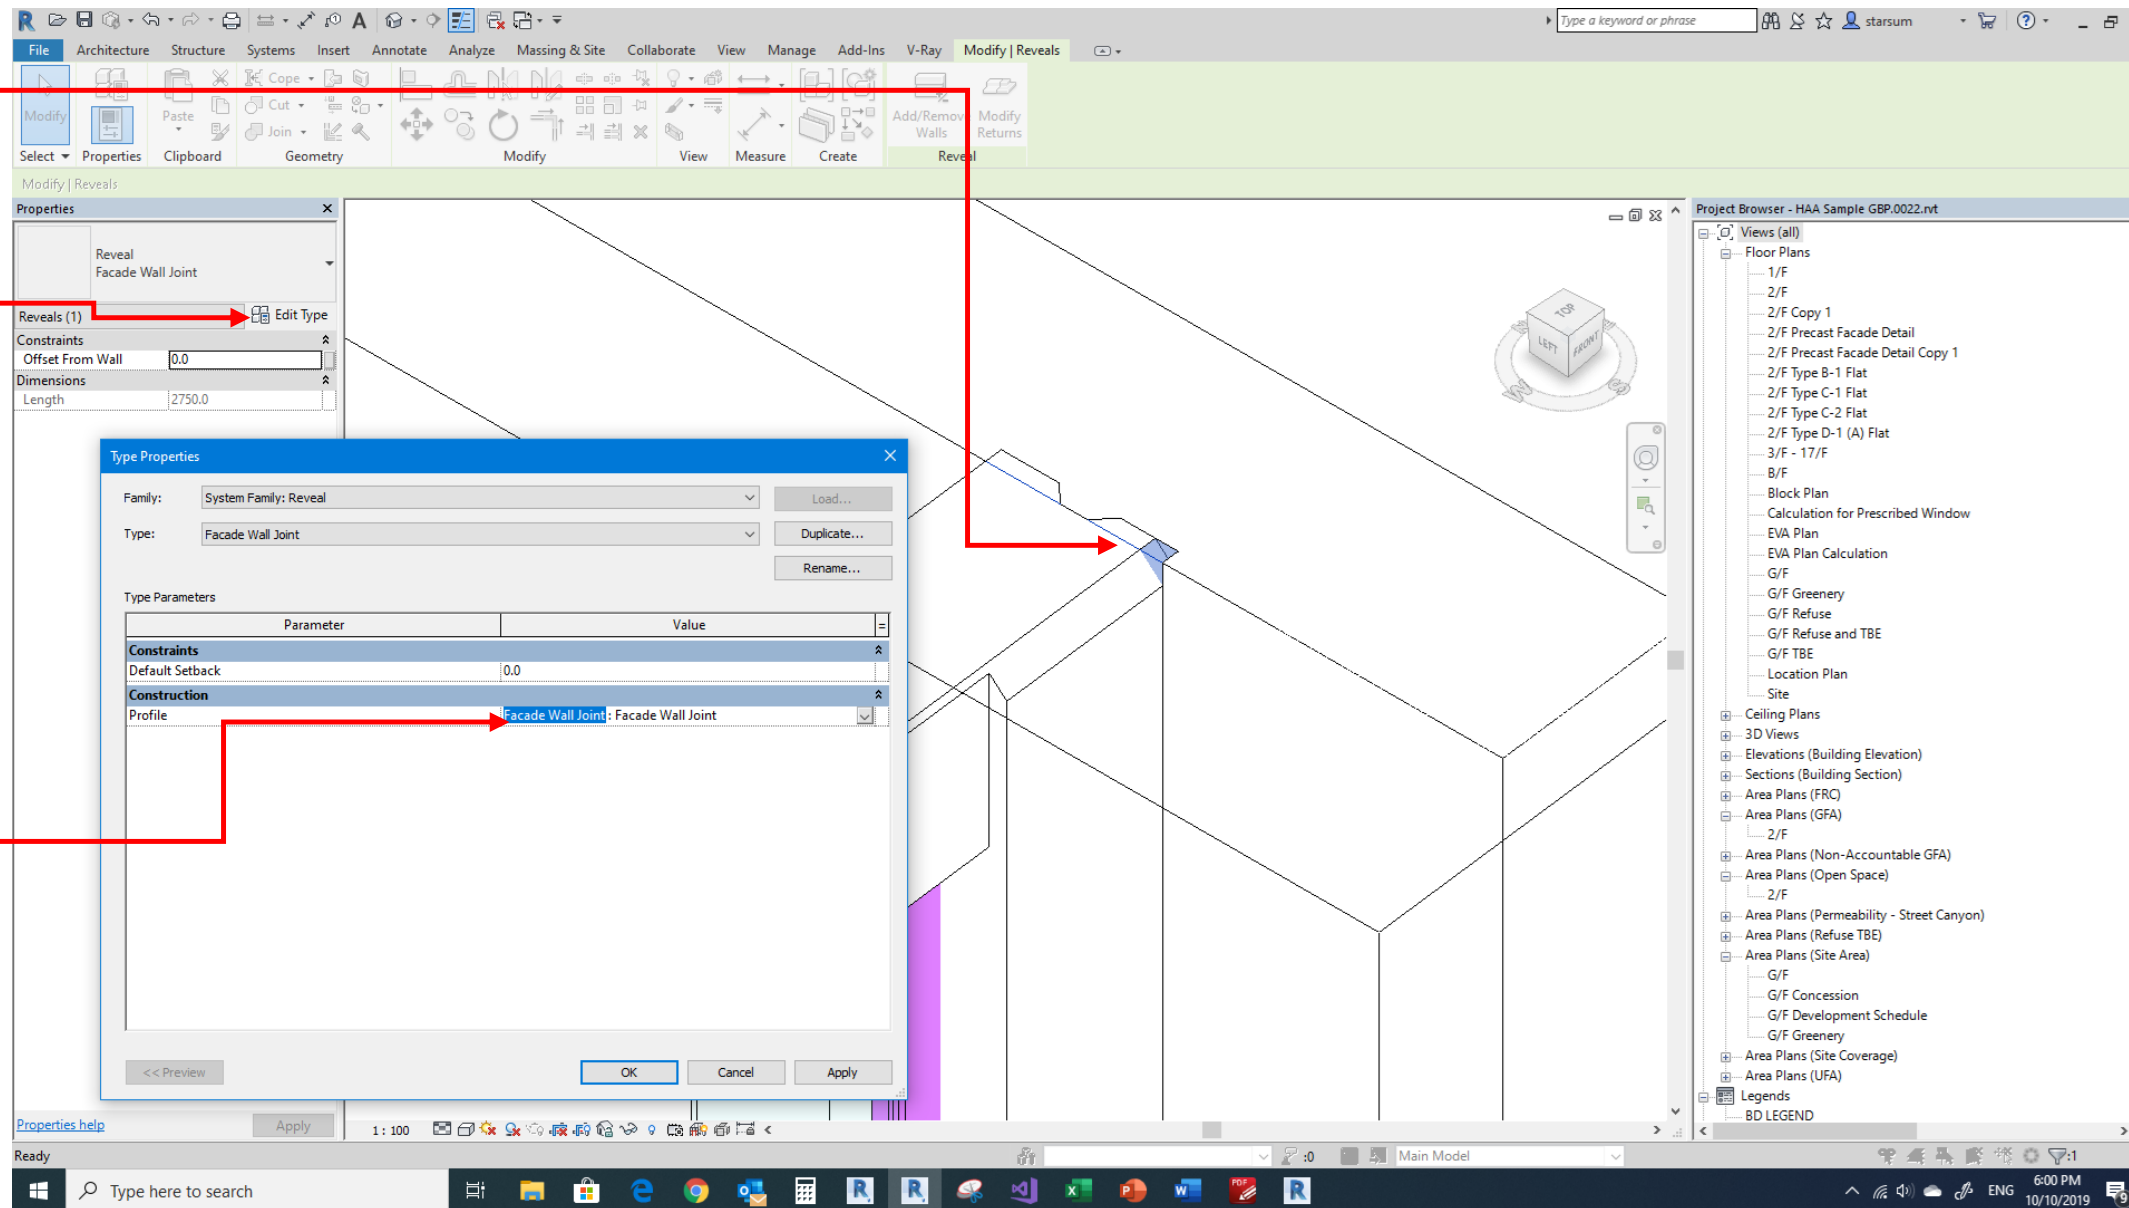 Type a keyword or phrase
starsum
File Architecture Structure Systems Insert Annotate Analyze Massing & Site Collaborate View Manage Add-Ins V-Ray Modify | Reveals
Modify
Paste
Cope
Cut
Join
Add/Remove Walls
Modify Returns
Select Properties Clipboard Geometry Modify View Measure Create Reveal
Modify | Reveals
Properties
Reveal
Facade Wall Joint
Reveals (1)
Edit Type
Constraints
Offset From Wall 0.0
Dimensions
Length 2750.0
Properties help
Apply
Type Properties
Family: System Family: Reveal Load...
Type: Facade Wall Joint Duplicate...
Rename...
Type Parameters
Parameter Value =
Constraints
Default Setback 0.0
Construction
Profile Facade Wall Joint : Facade Wall Joint
<< Preview OK Cancel Apply
TOP
LEFT
FRONT
W
S
1 : 100
Project Browser - HAA Sample GBP.0022.rvt
Views (all)
Floor Plans
1/F
2/F
2/F Copy 1
2/F Precast Facade Detail
2/F Precast Facade Detail Copy 1
2/F Type B-1 Flat
2/F Type C-1 Flat
2/F Type C-2 Flat
2/F Type D-1 (A) Flat
3/F - 17/F
B/F
Block Plan
Calculation for Prescribed Window
EVA Plan
EVA Plan Calculation
G/F
G/F Greenery
G/F Refuse
G/F Refuse and TBE
G/F TBE
Location Plan
Site
Ceiling Plans
3D Views
Elevations (Building Elevation)
Sections (Building Section)
Area Plans (FRC)
Area Plans (GFA)
2/F
Area Plans (Non-Accountable GFA)
Area Plans (Open Space)
2/F
Area Plans (Permeability - Street Canyon)
Area Plans (Refuse TBE)
Area Plans (Site Area)
G/F
G/F Concession
G/F Development Schedule
G/F Greenery
Area Plans (Site Coverage)
Area Plans (UFA)
Legends
BD LEGEND
Ready
:0
Main Model
:1
Type here to search
PDF
ENG
6:00 PM
10/10/2019